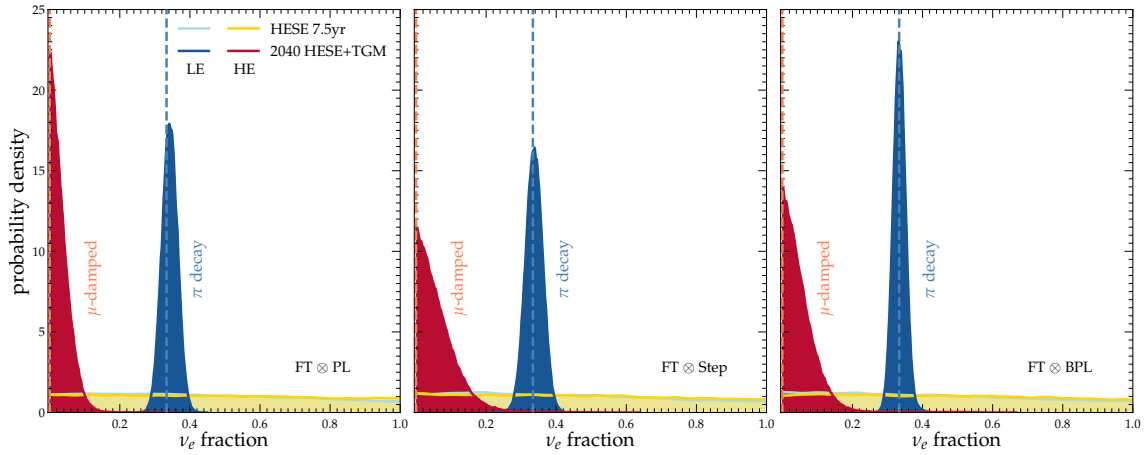 HESE 7.5yr
2040 HESE+TGM
LE HE
probability density
25
20
15
10
5
0
μ-damped
π decay
FT ⊗ PL
0.2 0.4 0.6 0.8 1.0
νe fraction
μ-damped
π decay
FT ⊗ Step
0.2 0.4 0.6 0.8 1.0
νe fraction
μ-damped
π decay
FT ⊗ BPL
0.2 0.4 0.6 0.8 1.0
νe fraction